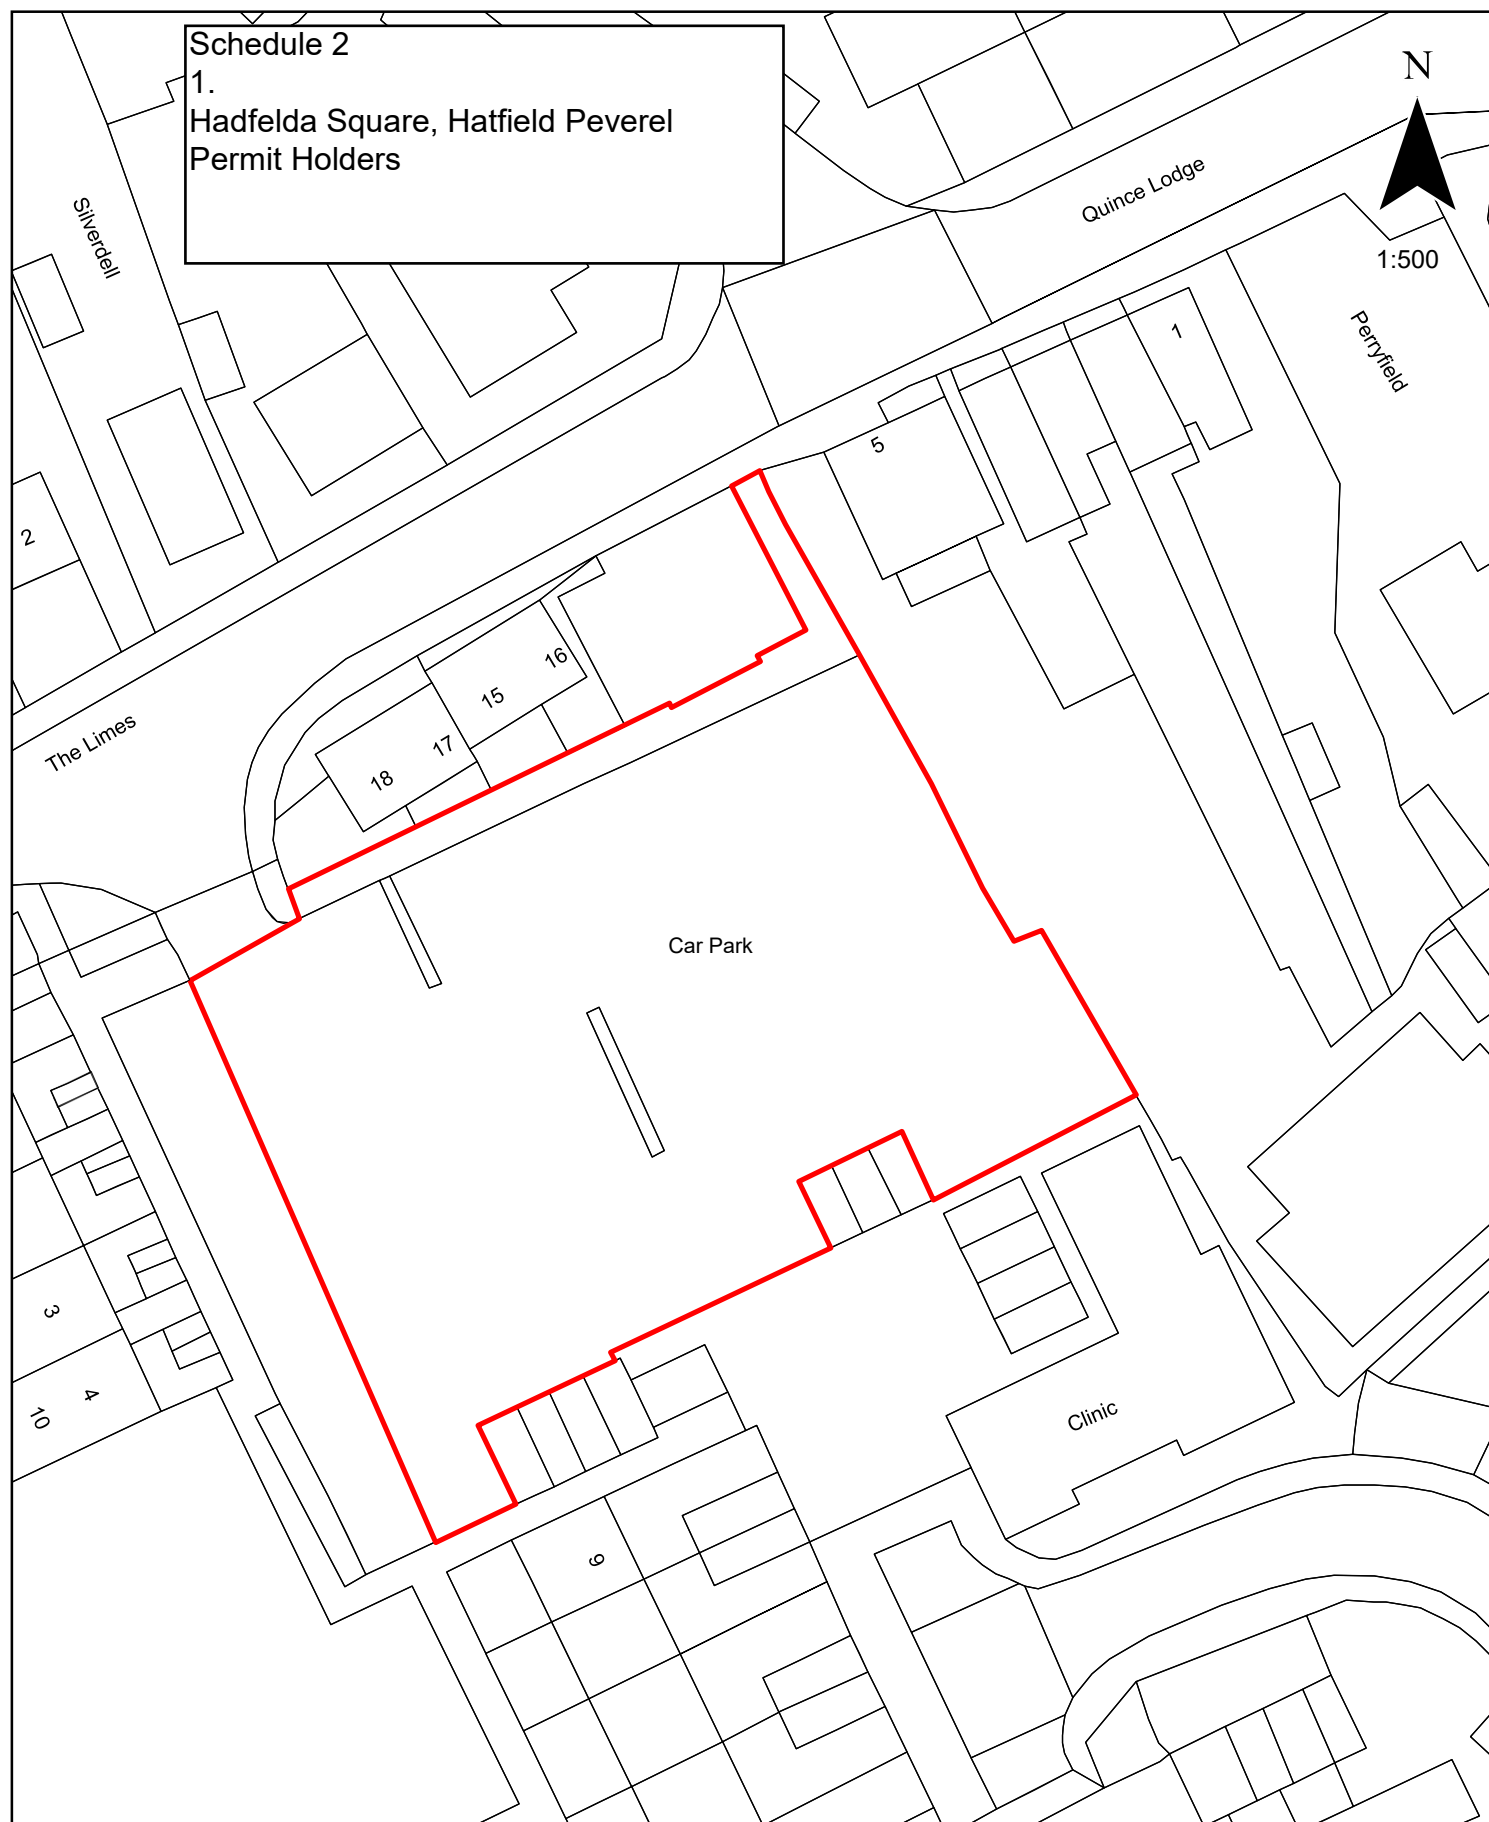 Schedule 2
1.
Hadfelda Square, Hatfield Peverel
Permit Holders
N
1:500
Quince Lodge
Silverdell
Perryfield
1
5
2
16
15
17
18
The Limes
Car Park
3
4
10
9
Clinic